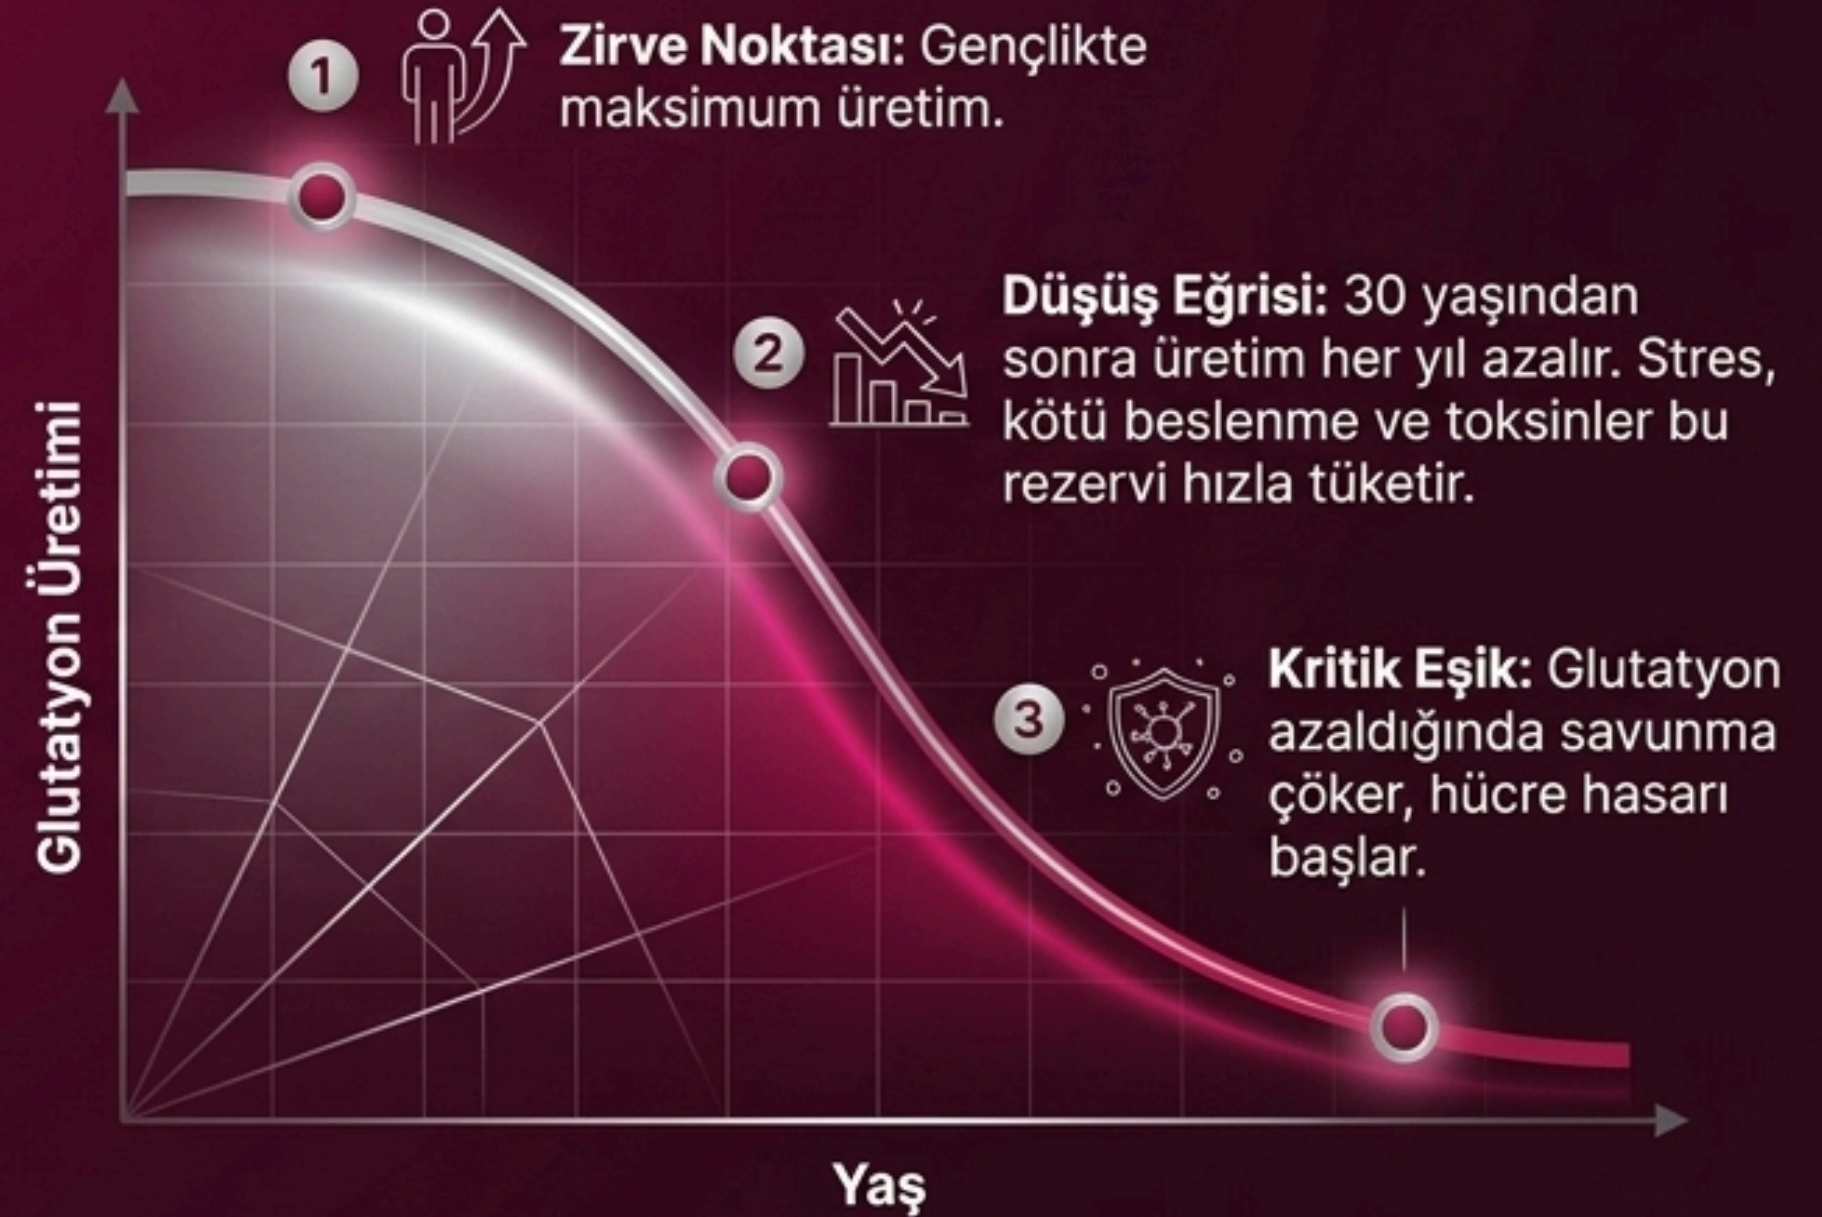 1
Zirve Noktası: Gençlikte
maksimum üretim.
2
Düşüş Eğrisi: 30 yaşından
sonra üretim her yıl azalır. Stres,
kötü beslenme ve toksinler bu
rezervi hızla tüketir.
3
Kritik Eşik: Glutatyon
azaldığında savunma
çöker, hücre hasarı
başlar.
Glutatyon Üretimi
Yaş